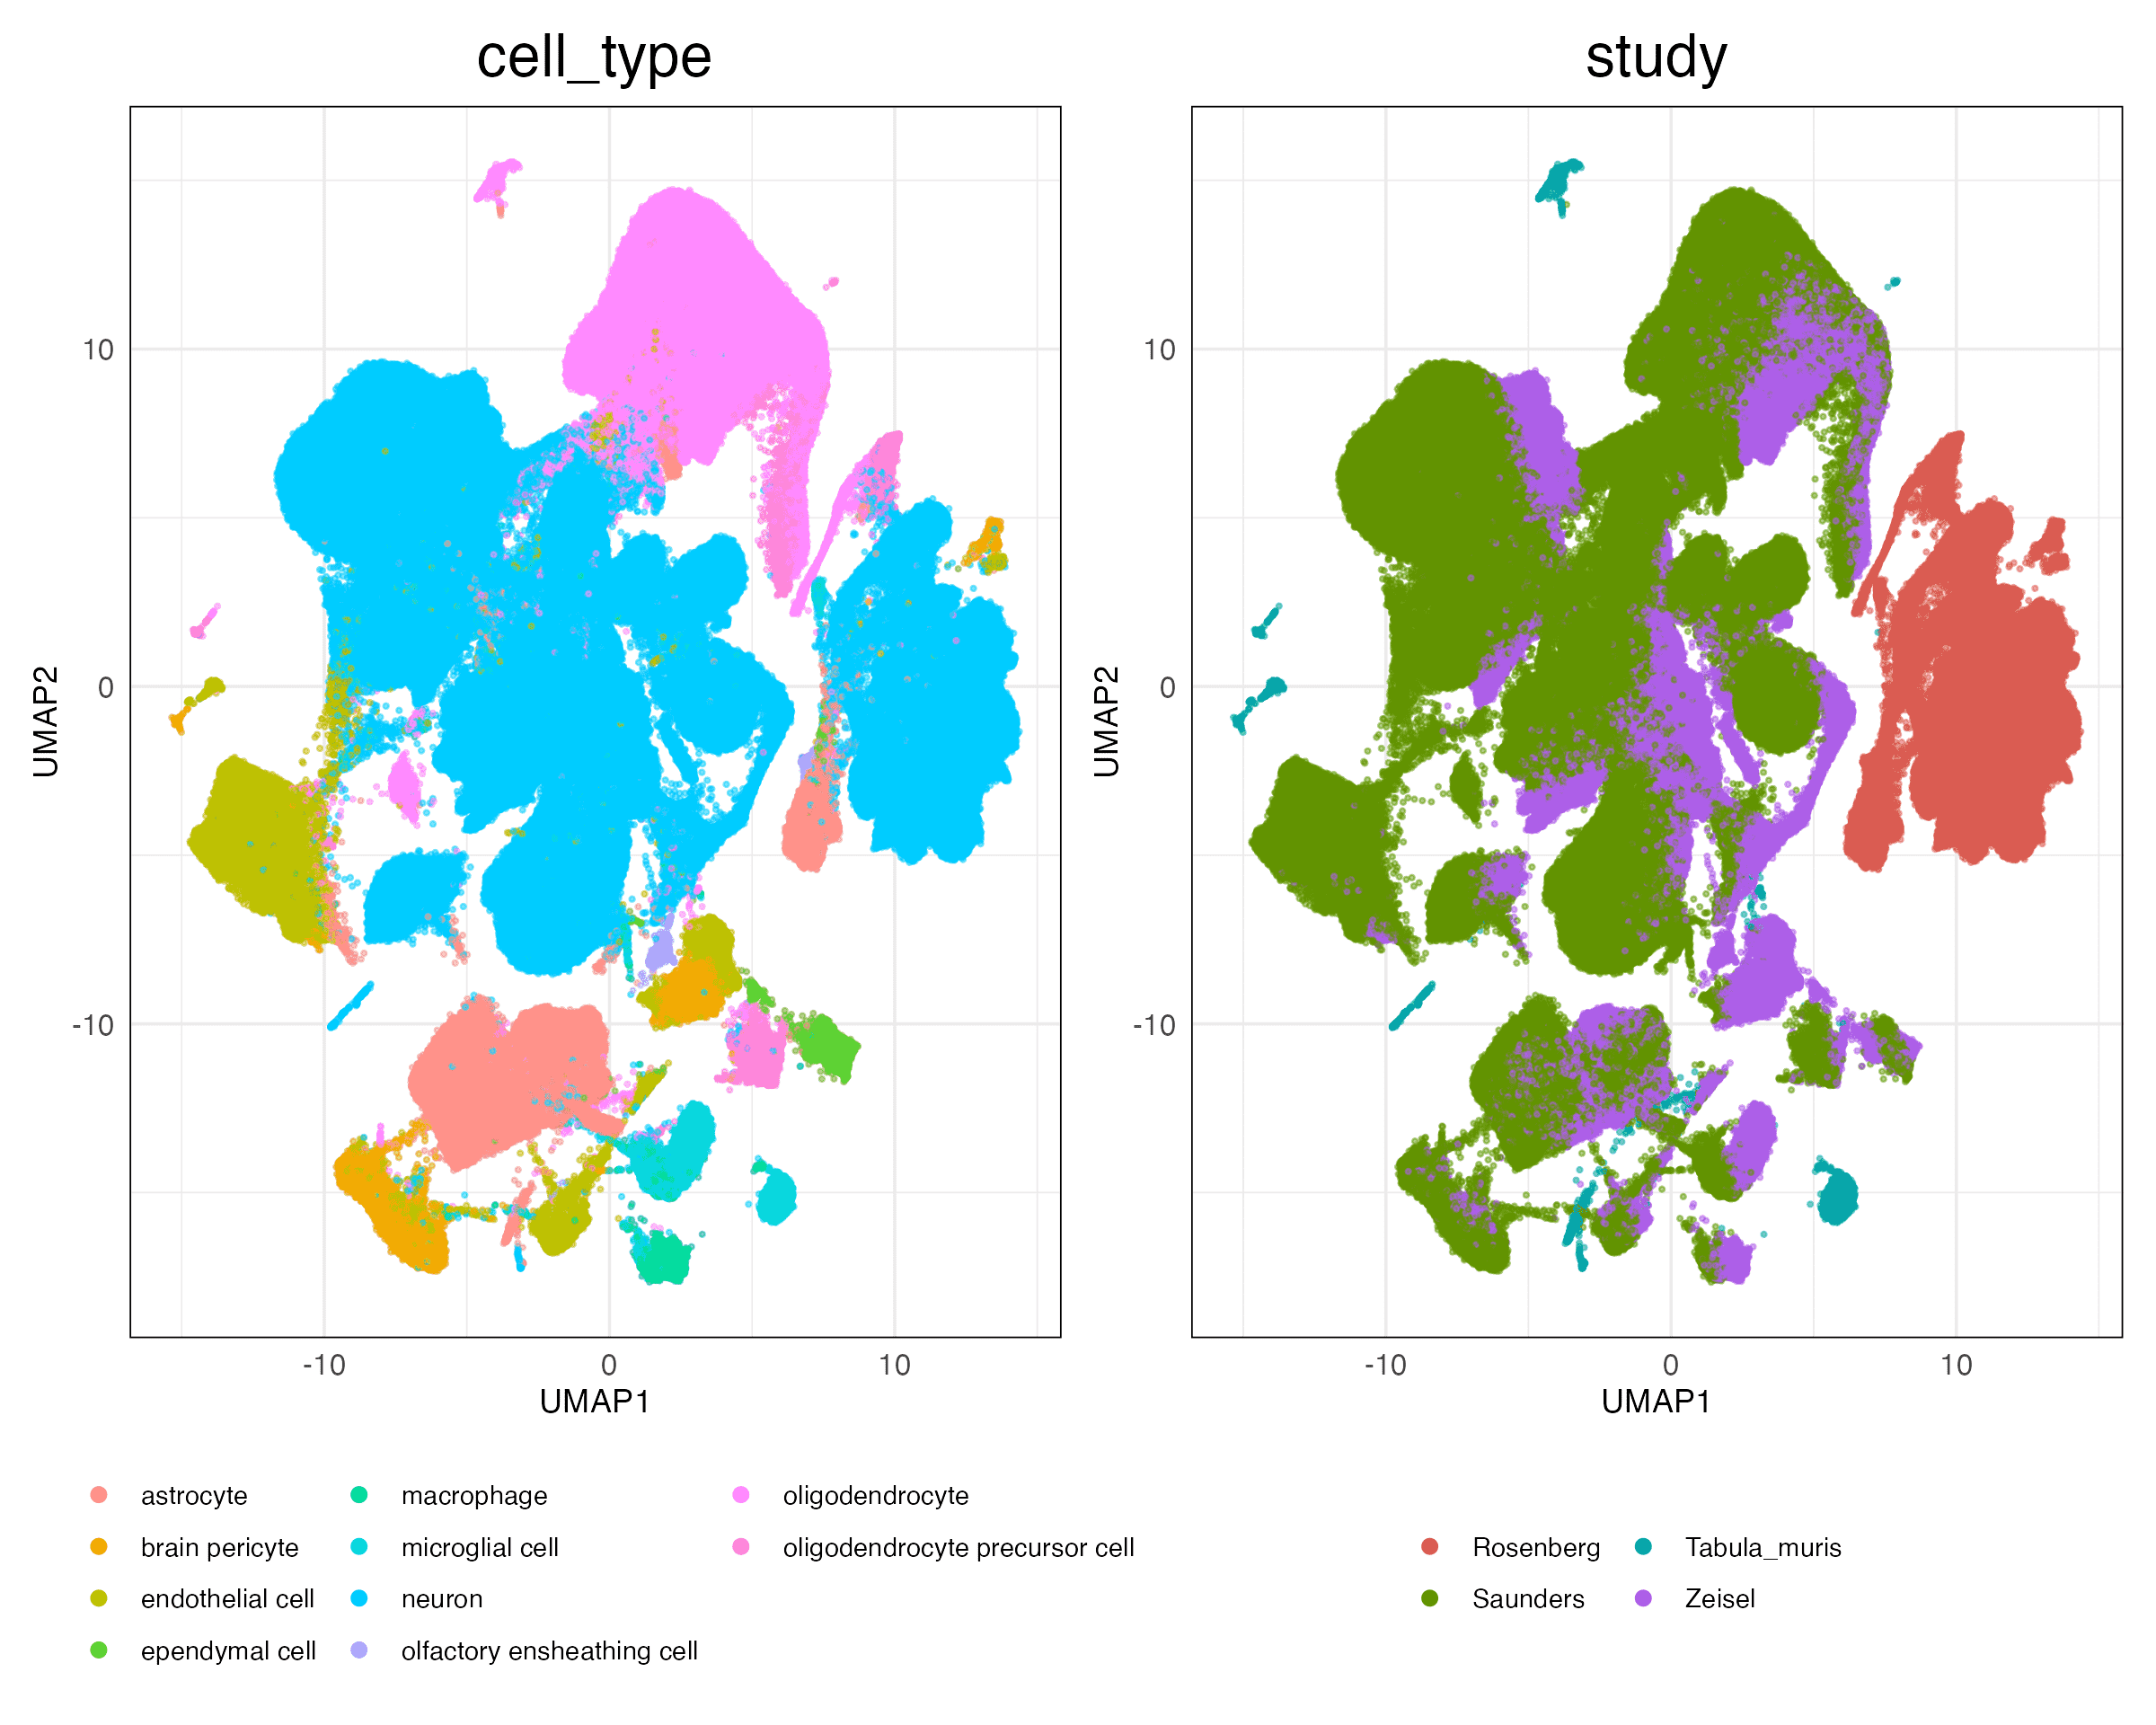 cell_type
study
10
0
-10
UMAP2
-10
0
10
UMAP1
10
0
-10
UMAP2
-10
0
10
UMAP1
astrocyte
brain pericyte
endothelial cell
ependymal cell
macrophage
microglial cell
neuron
olfactory ensheathing cell
oligodendrocyte
oligodendrocyte precursor cell
Rosenberg
Saunders
Tabula_muris
Zeisel